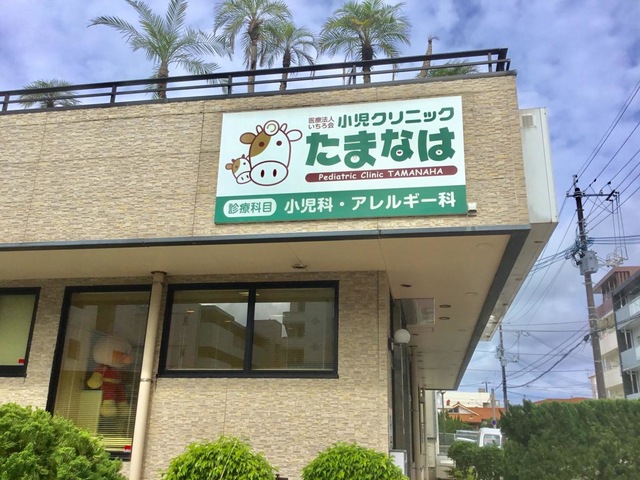 医療法人
いちろ会
小児クリニック
たまなは
Pediatric Clinic TAMANAHA
診療科目 小児科・アレルギー科